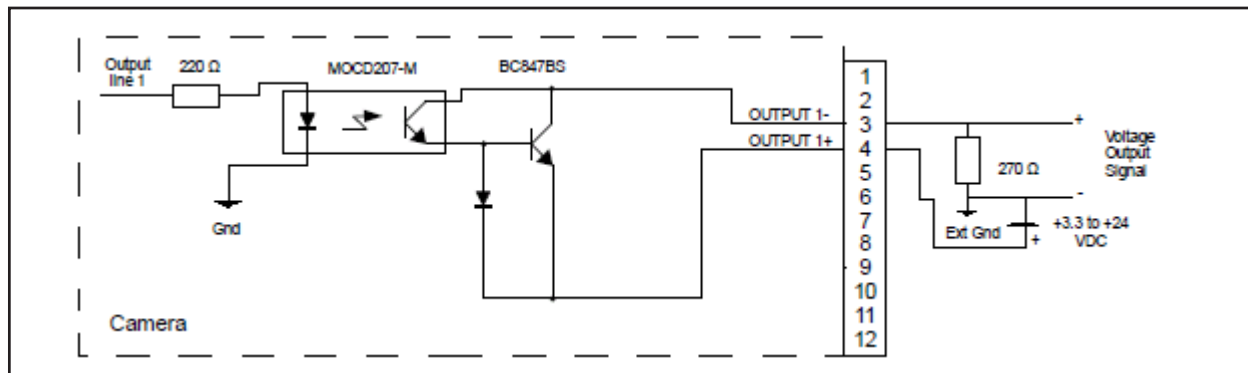 Output
line 1
220 Ω
MOCD207-M
BC847BS
OUTPUT 1-
OUTPUT 1+
Gnd
Camera
1
2
3
4
5
6
7
8
9
10
11
12
+
Voltage
Output
Signal
270 Ω
-
Ext Gnd
+3.3 to +24
VDC
+